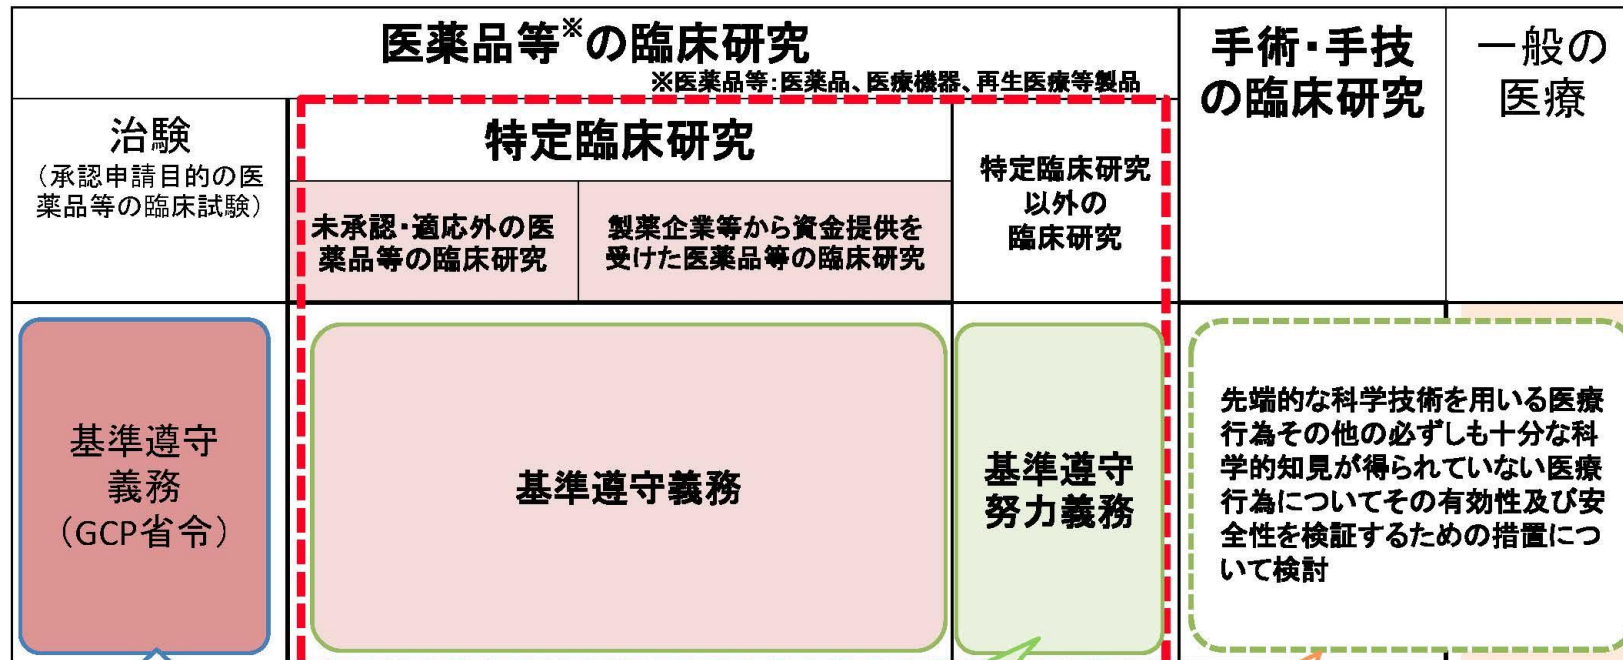 医薬品等※の臨床研究
※医薬品等:医薬品、医療機器、再生医療等製品
手術・手技
の臨床研究
一般の
医療
治験
（承認申請目的の医
薬品等の臨床試験）
特定臨床研究
未承認・適応外の医
薬品等の臨床研究
製薬企業等から資金提供を
受けた医薬品等の臨床研究
特定臨床研究
以外の
臨床研究
基準遵守
義務
（GCP省令）
基準遵守義務
基準遵守
努力義務
先端的な科学技術を用いる医療
行為その他の必ずしも十分な科
学的知見が得られていない医療
行為についてその有効性及び安
全性を検証するための措置につ
いて検討